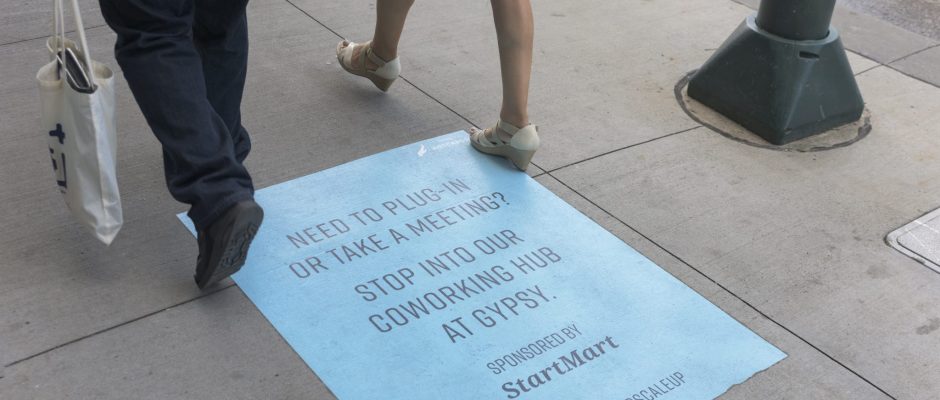 NEED TO PLUG-IN
OR TAKE A MEETING?
STOP INTO OUR
COWORKING HUB
AT GYPSY.
SPONSORED BY
StartMart